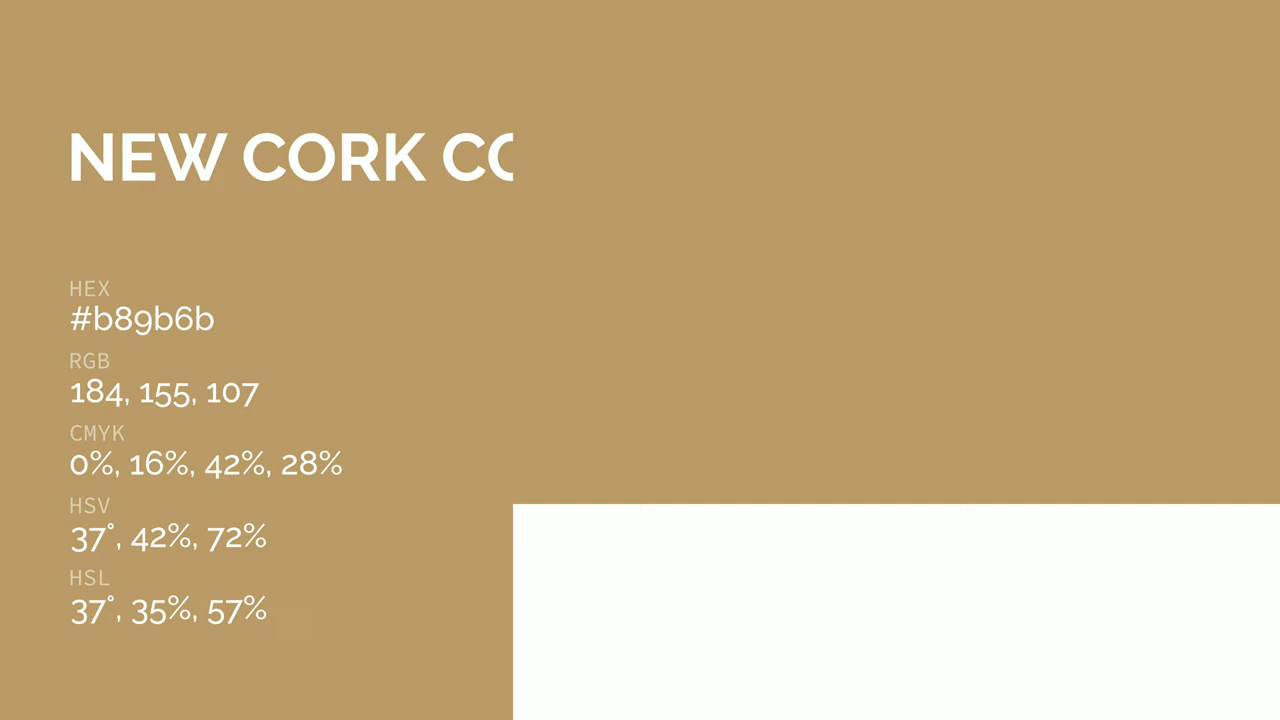 NEW CORK
HEX
#b89b6b
RGB
184, 155, 107
CMYK
0%, 16%, 42%, 28%
HSV
37°, 42%, 72%
HSL
37°, 35%, 57%